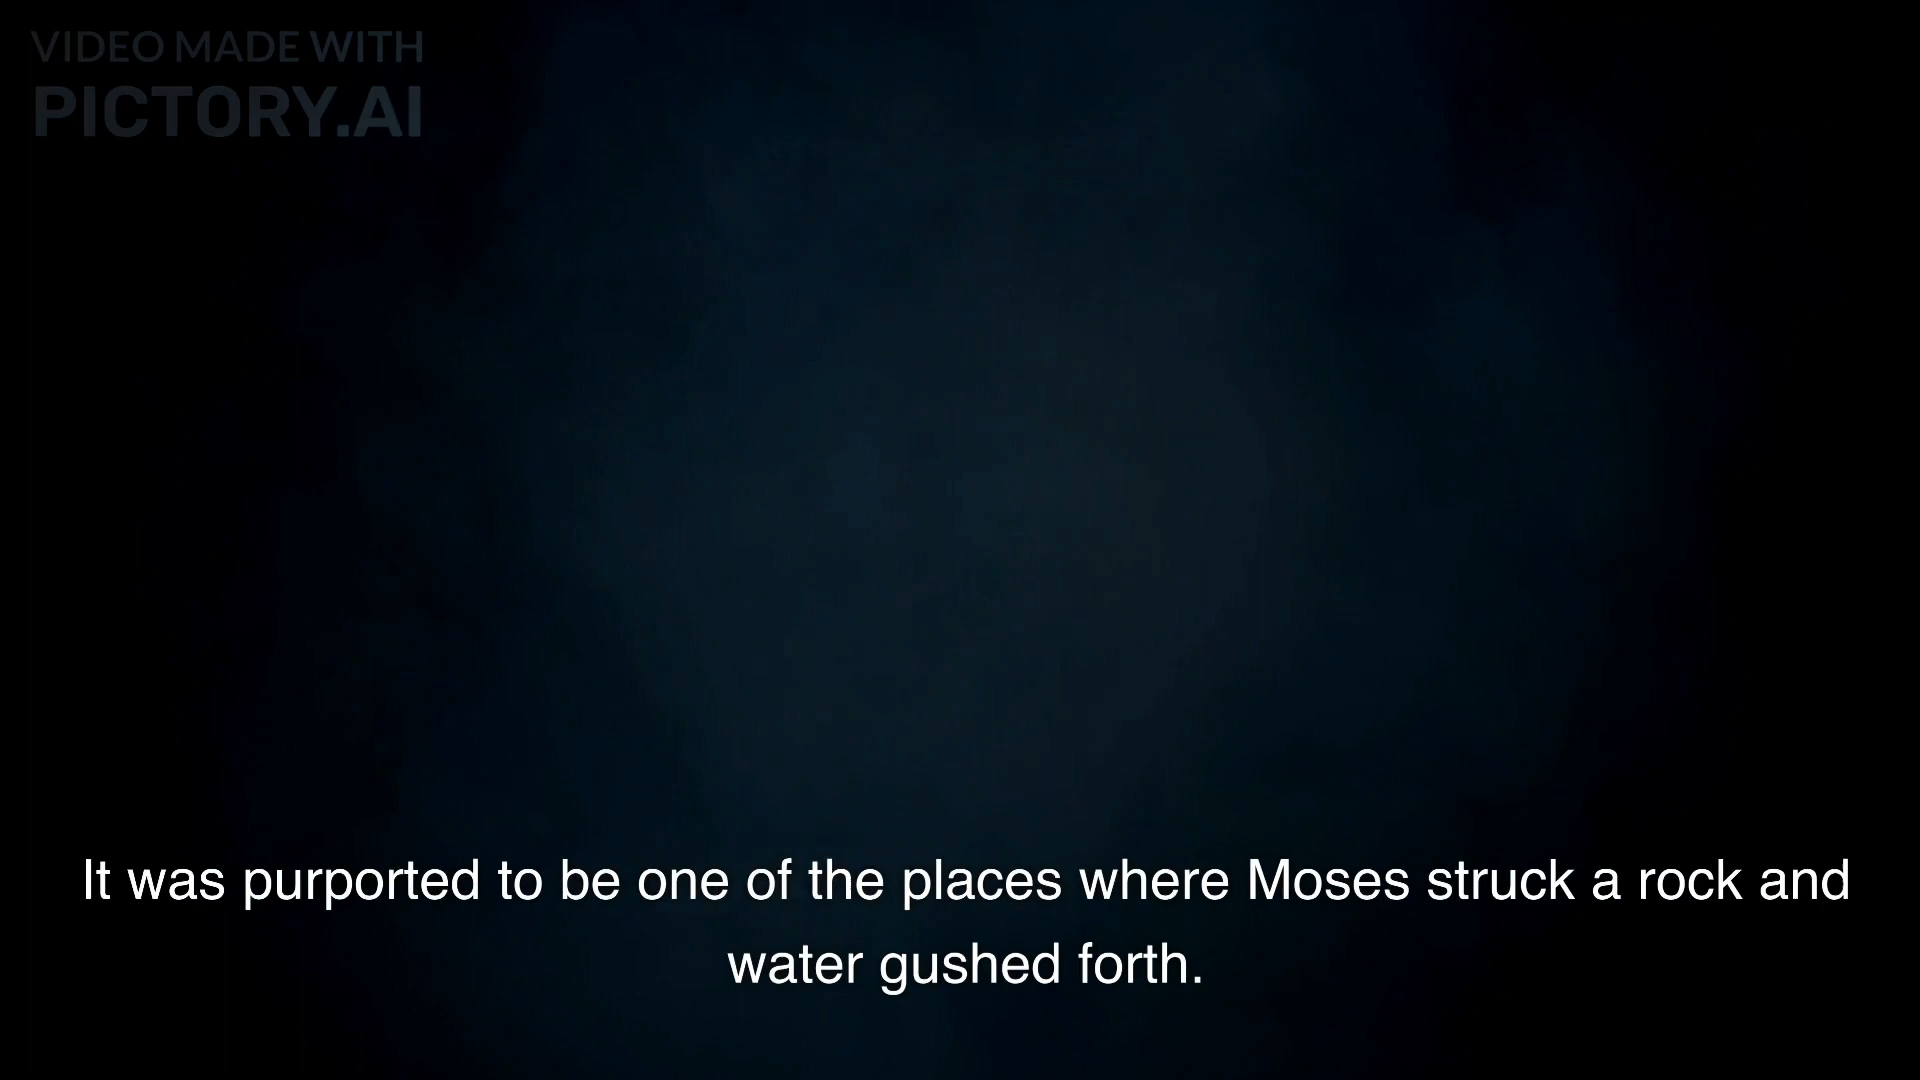 VIDEO MADE WITH
PICTORY.AI
It was purported to be one of the places where Moses struck a rock and
water gushed forth.